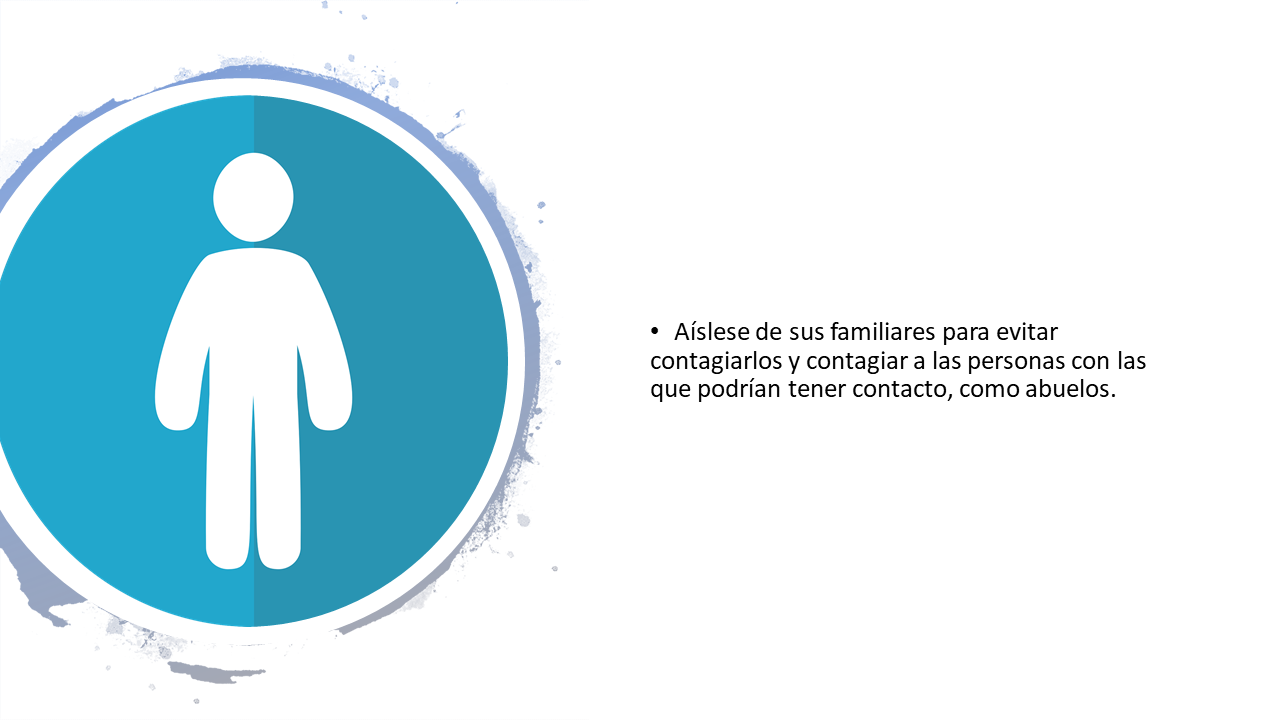 • Aíslese de sus familiares para evitar
contagiarlos y contagiar a las personas con las
que podrían tener contacto, como abuelos.